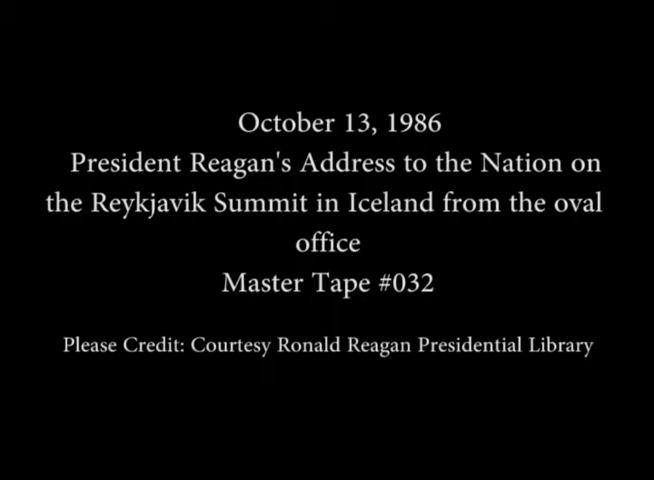 October 13, 1986
President Reagan's Address to the Nation on
the Reykjavik Summit in Iceland from the oval
office
Master Tape #032
Please Credit: Courtesy Ronald Reagan Presidential Library